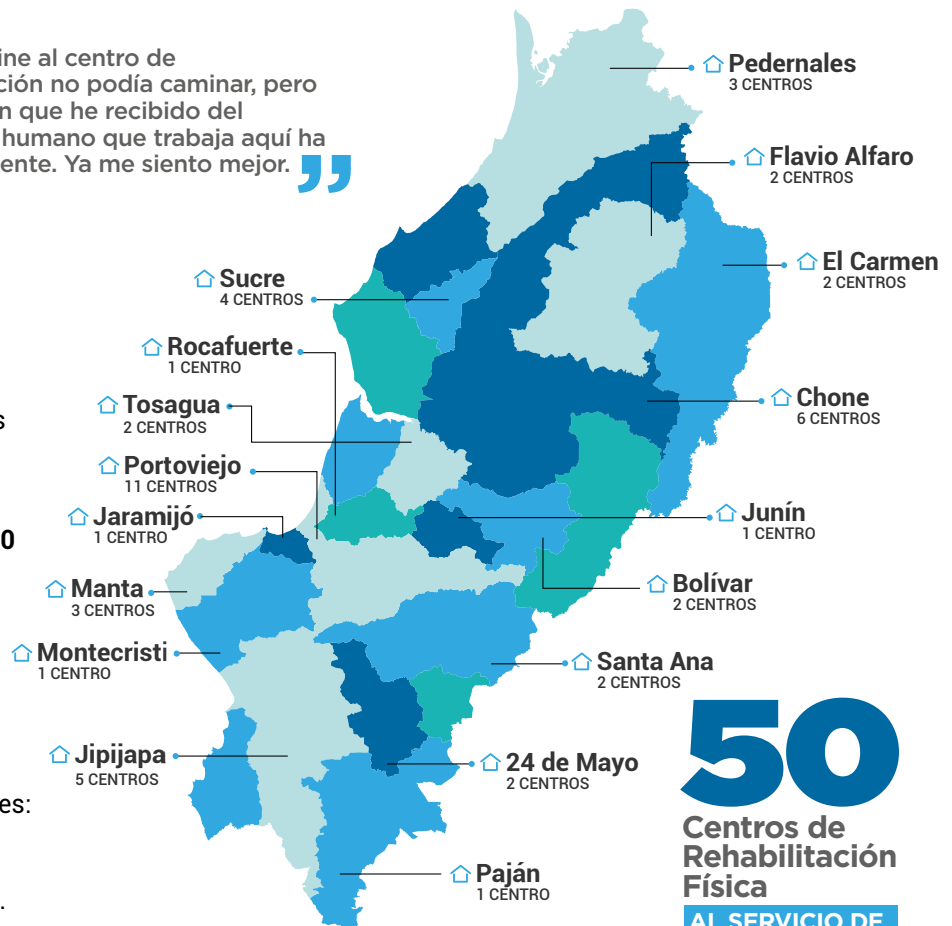 ine al centro de
ción no podía caminar, pero
n que he recibido del
humano que trabaja aquí ha
ente. Ya me siento mejor. ”
Pedernales
3 CENTROS
Flavio Alfaro
2 CENTROS
El Carmen
2 CENTROS
Sucre
4 CENTROS
Rocafuerte
1 CENTRO
Tosagua
2 CENTROS
Chone
6 CENTROS
s
Portoviejo
11 CENTROS
Jaramijó
1 CENTRO
Junín
1 CENTRO
0
Manta
3 CENTROS
Bolívar
2 CENTROS
Montecristi
1 CENTRO
Santa Ana
2 CENTROS
Jipijapa
5 CENTROS
24 de Mayo
2 CENTROS
es:
Paján
1 CENTRO
.
50
Centros de
Rehabilitación
Física
AL SERVICIO DE